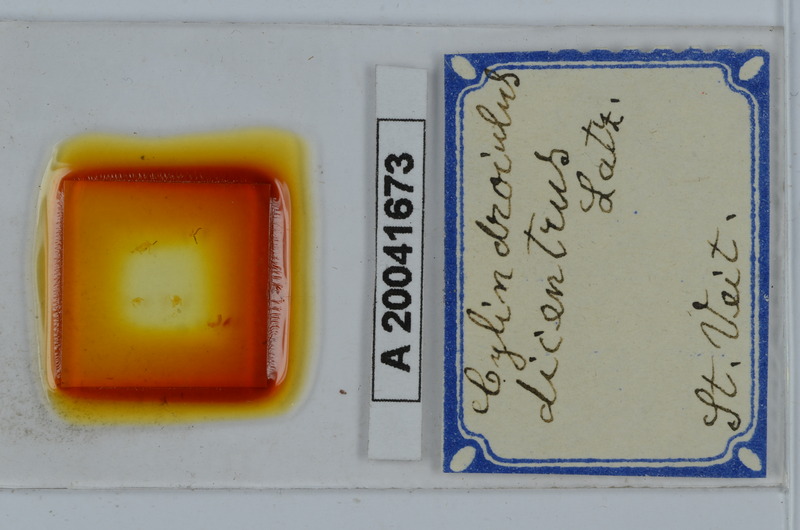 A 20041673
Cylindroiulus
dicentrus
Latz.
St. Veit.